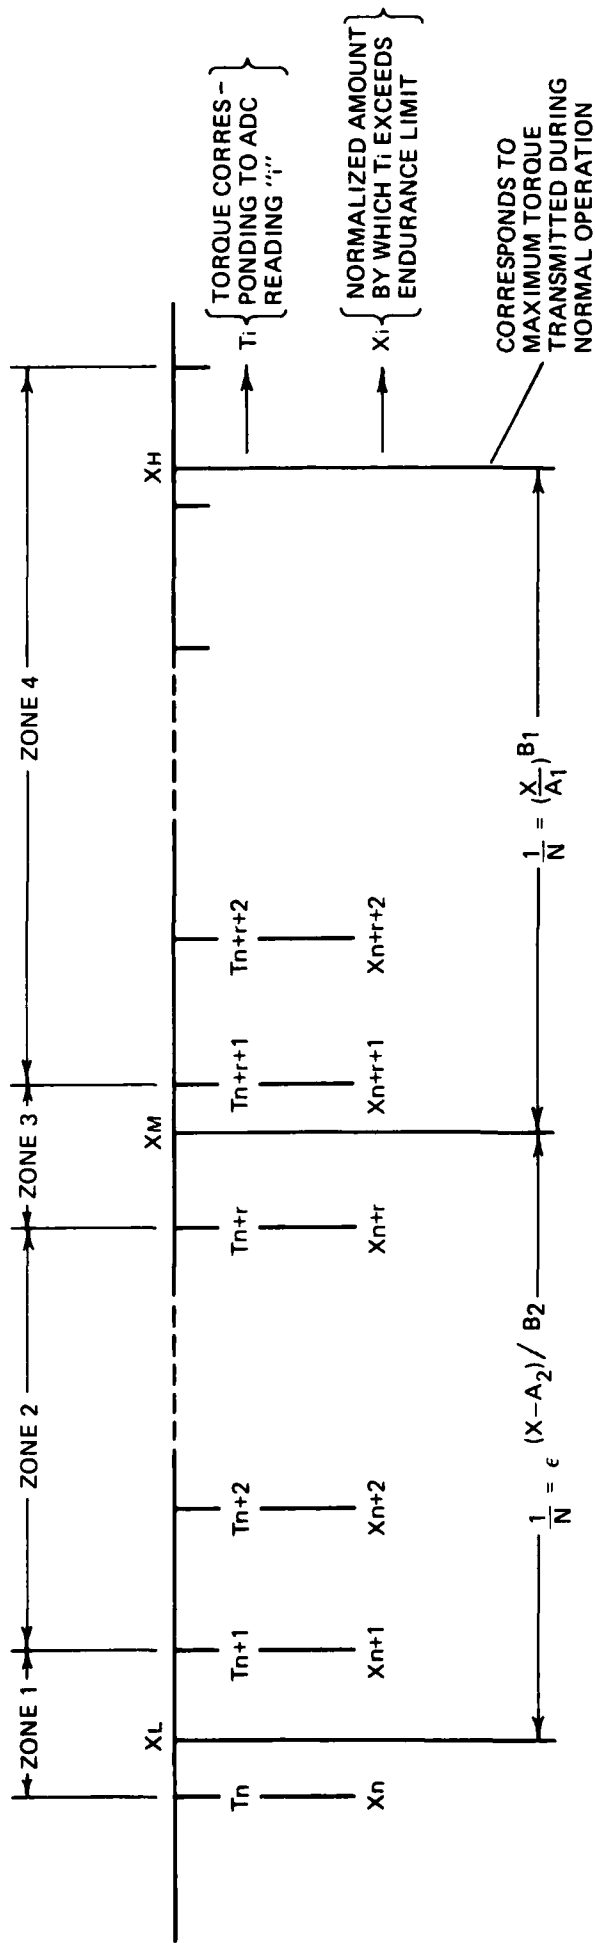 ZONE 1
ZONE 2
ZONE 3
ZONE 4
XL
XM
XH
Tn
Tn+1
Tn+2
Tn+r
Tn+r+1
Tn+r+2
Ti
{TORQUE CORRES-
PONDING TO ADC
READING "i"}
Xn
Xn+1
Xn+2
Xn+r
Xn+r+1
Xn+r+2
Xi
{NORMALIZED AMOUNT
BY WHICH Ti EXCEEDS
ENDURANCE LIMIT}
CORRESPONDS TO
MAXIMUM TORQUE
TRANSMITTED DURING
NORMAL OPERATION
1/N = ϵ (X–A2)/ B2
1/N = (X/A1) B1